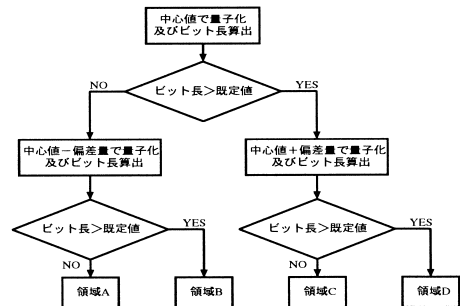 中心値で量子化
及びビット長算出
NO
ビット長＞既定値
YES
中心値－偏差量で量子化
及びビット長算出
中心値＋偏差量で量子化
及びビット長算出
ビット長＞既定値
YES
ビット長＞既定値
YES
NO
NO
領域A
領域B
領域C
領域D